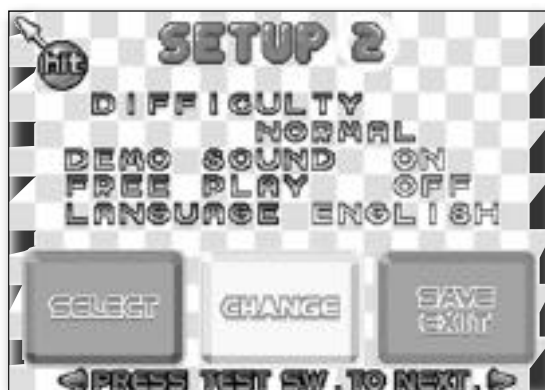 SETUP 2
hit
DIFFICULTY
NORMAL
DEMO SOUND ON
FREE PLAY OFF
LANGUAGE ENGLISH
SELECT
CHANGE
SAVE
EXIT
PRESS TEST SW. TO NEXT.